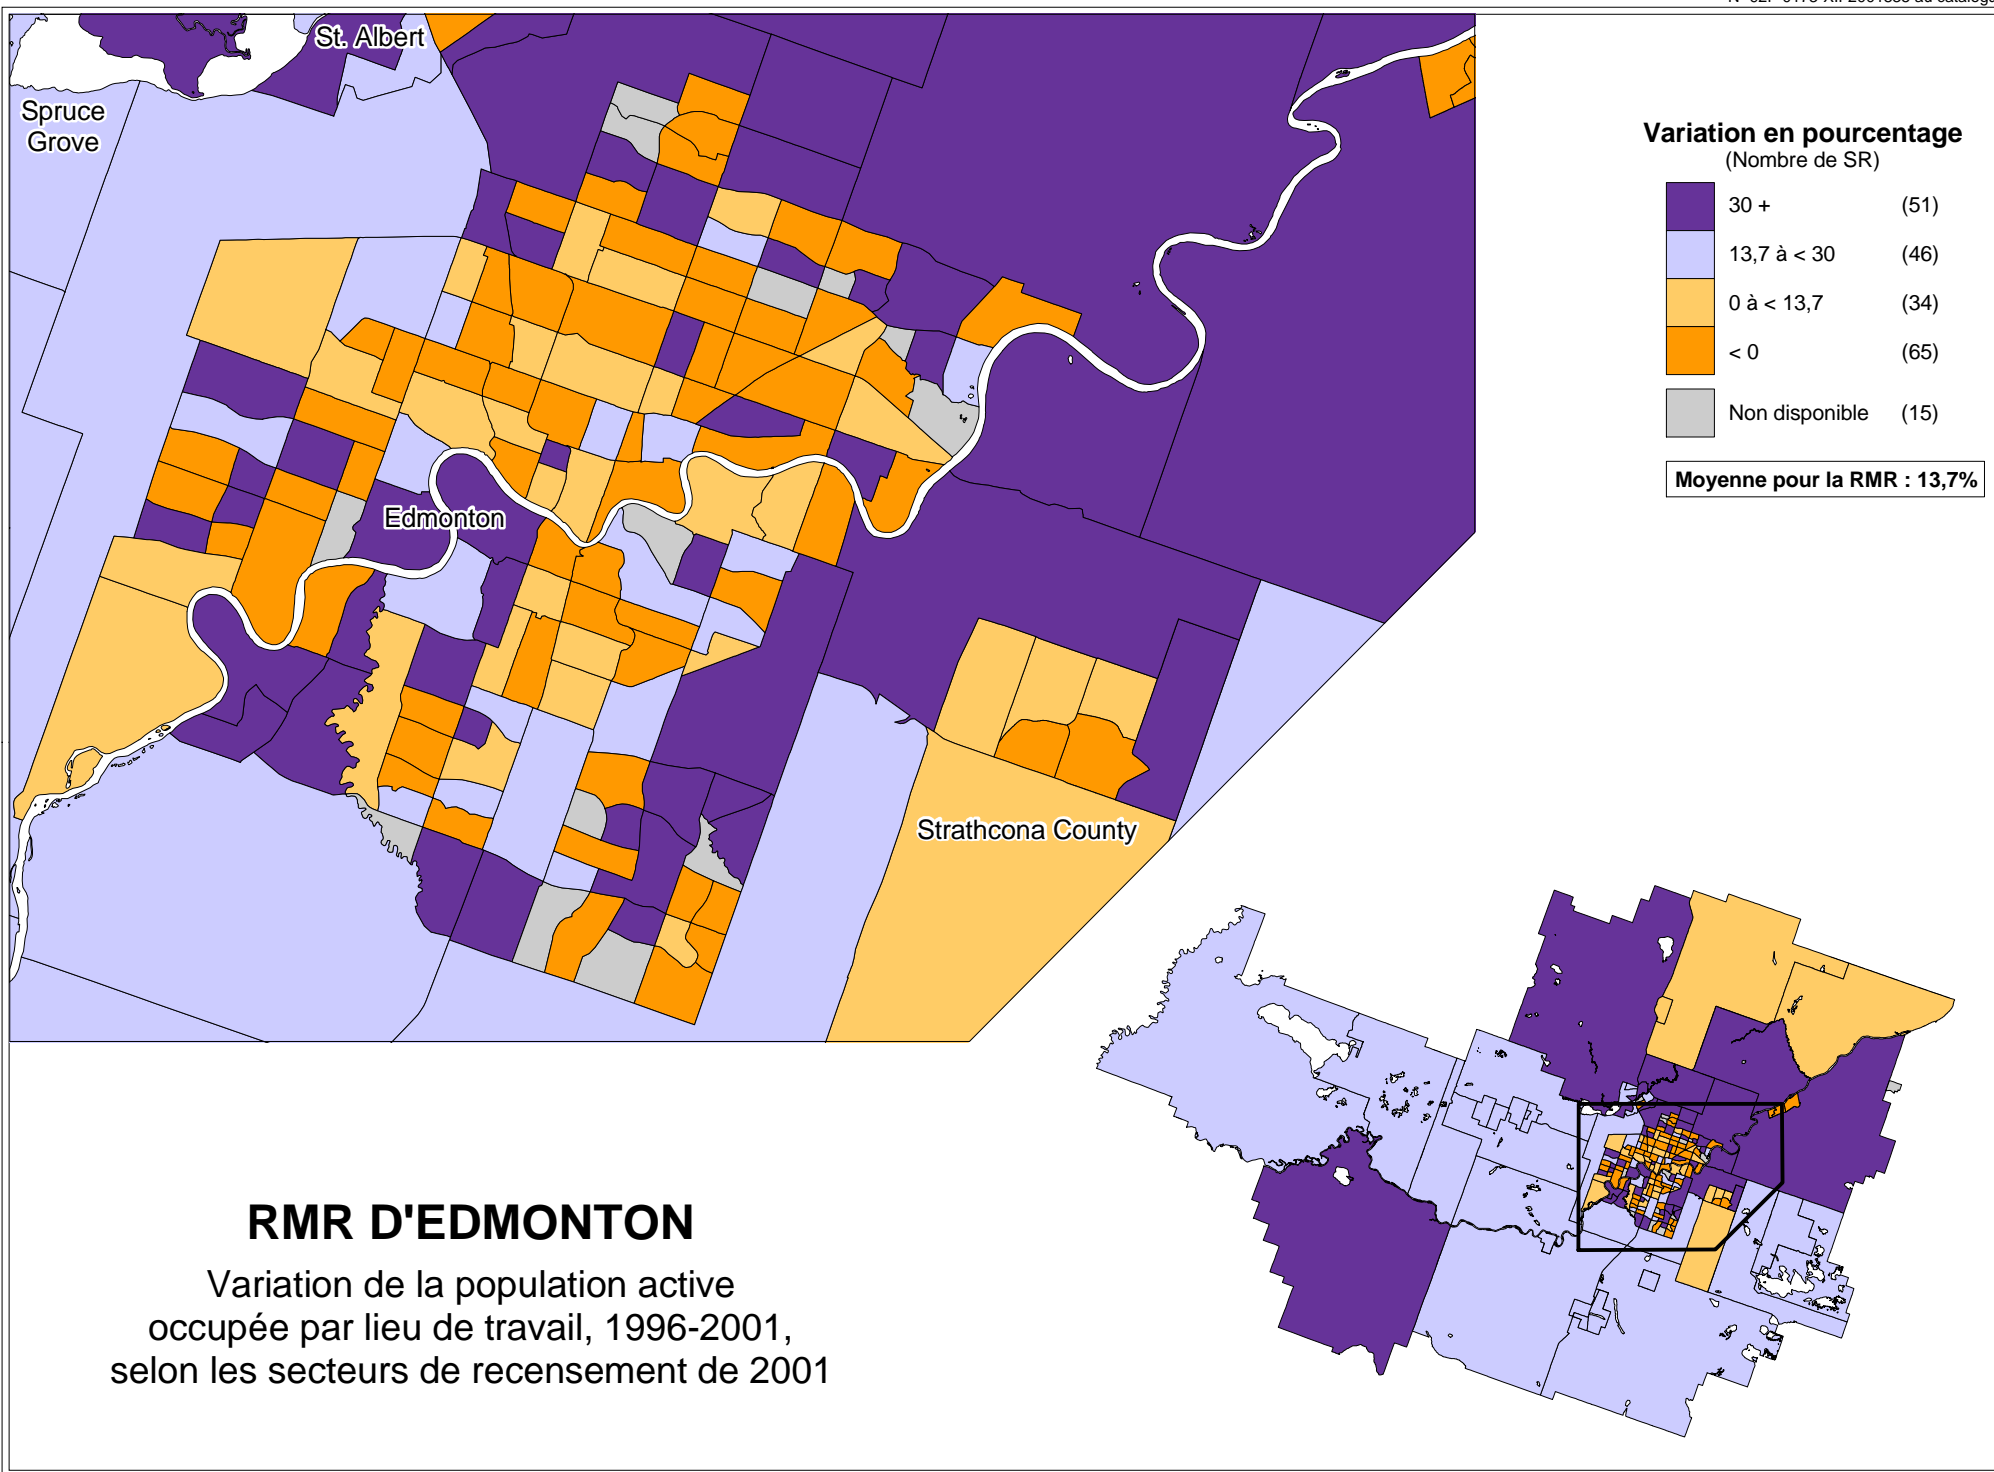 St. Albert
Spruce
Grove
Edmonton
Strathcona County
Variation en pourcentage
(Nombre de SR)
30 + (51)
13,7 à < 30 (46)
0 à < 13,7 (34)
< 0 (65)
Non disponible (15)
Moyenne pour la RMR : 13,7%
RMR D'EDMONTON
Variation de la population active
occupée par lieu de travail, 1996-2001,
selon les secteurs de recensement de 2001